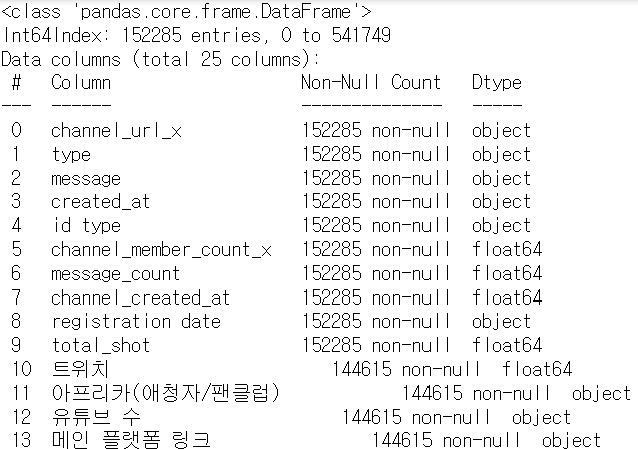 <class 'pandas.core.frame.DataFrame'>
Int64Index: 152285 entries, 0 to 541749
Data columns (total 25 columns):
 #   Column                  Non-Null Count   Dtype
---  ------                  --------------   -----
 0   channel_url_x           152285 non-null  object
 1   type                    152285 non-null  object
 2   message                 152285 non-null  object
 3   created_at              152285 non-null  object
 4   id type                 152285 non-null  object
 5   channel_member_count_x  152285 non-null  float64
 6   message_count           152285 non-null  float64
 7   channel_created_at      152285 non-null  float64
 8   registration date       152285 non-null  object
 9   total_shot              152285 non-null  float64
 10  트위치                     144615 non-null  float64
 11  아프리카(애청자/팬클럽)           144615 non-null  object
 12  유튜브 수                   144615 non-null  object
 13  메인 플랫폼 링크               144615 non-null  object